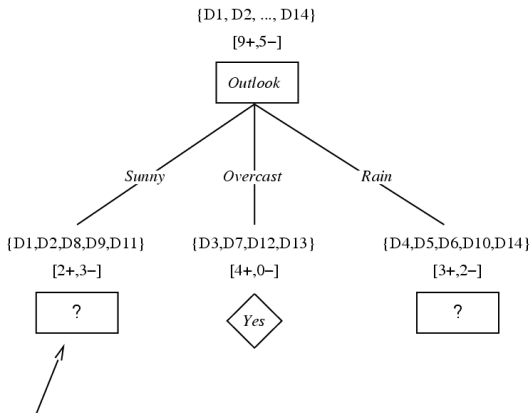 {D1, D2, ..., D14}
[9+,5−]
Outlook
Sunny Overcast Rain
{D1,D2,D8,D9,D11} {D3,D7,D12,D13} {D4,D5,D6,D10,D14}
[2+,3−] [4+,0−] [3+,2−]
? Yes ?